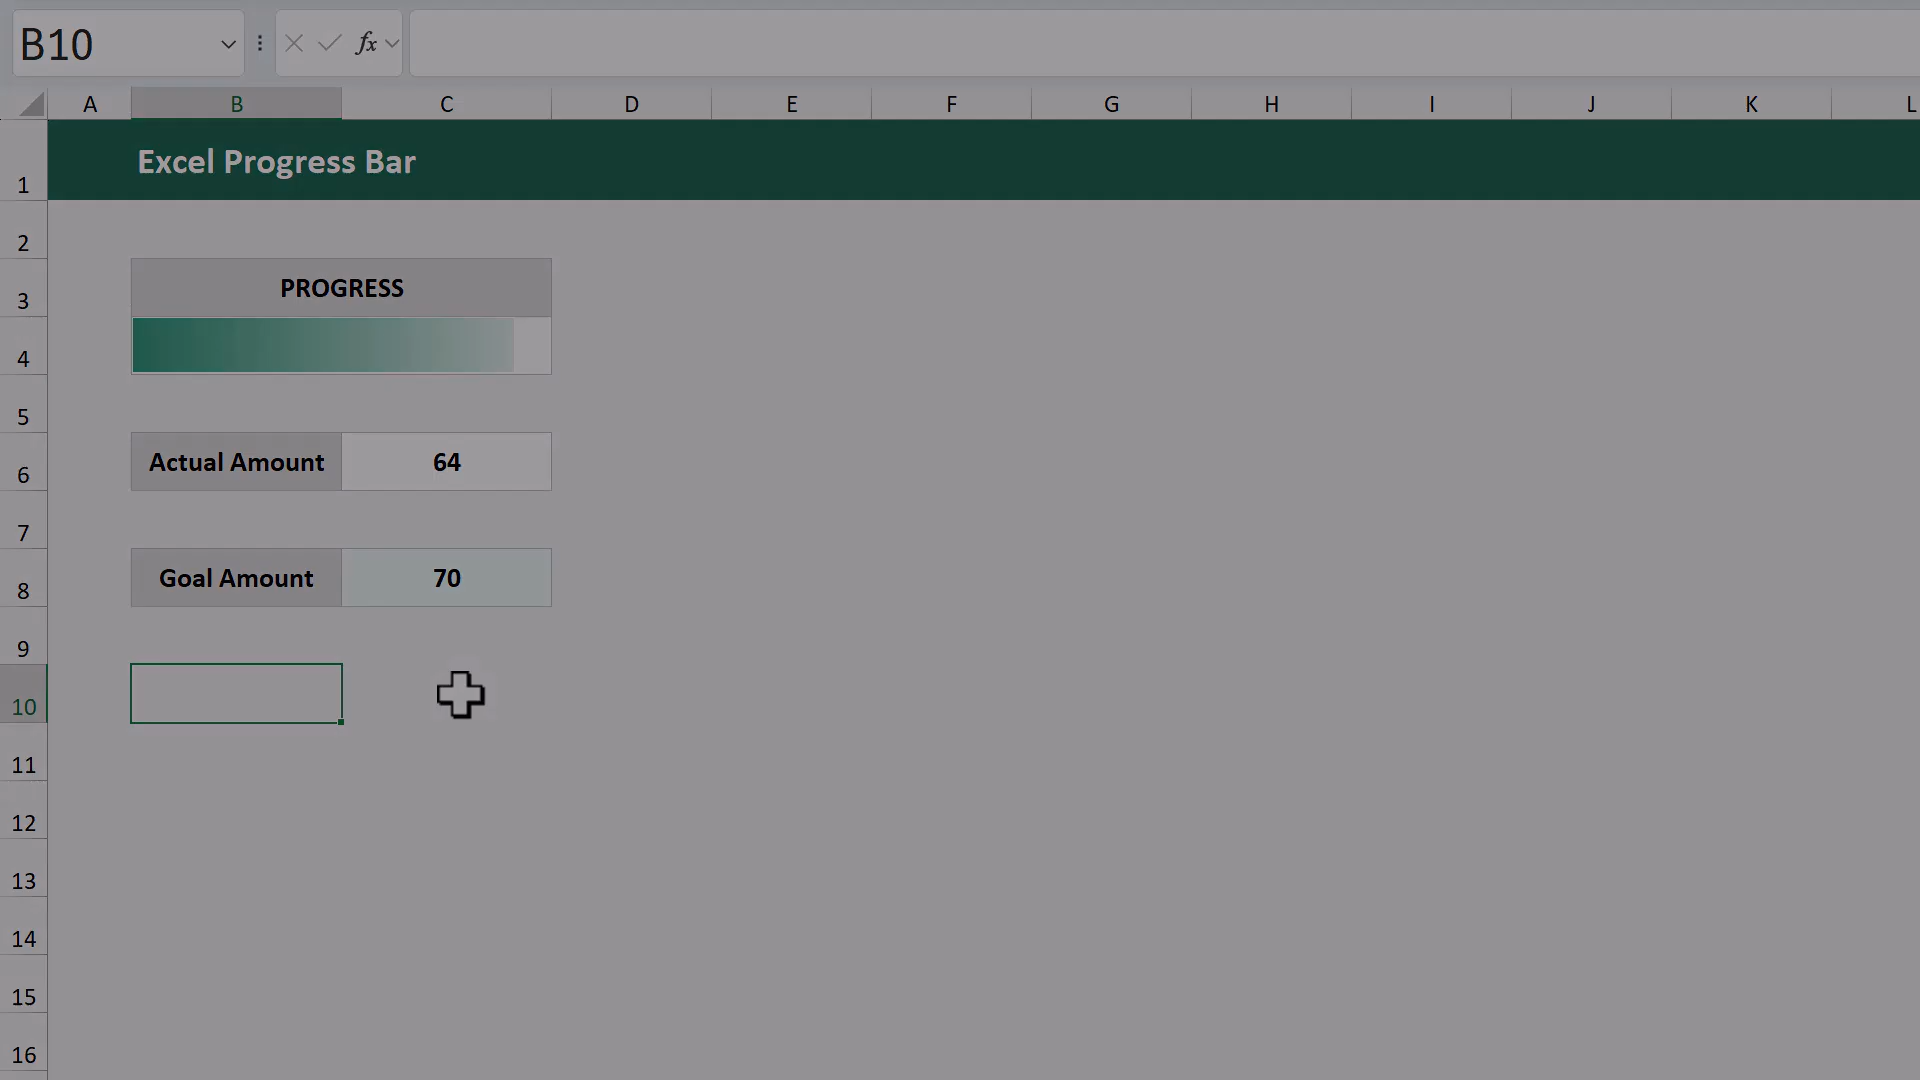 B10 fx
A B C D E F G H I J K L
1 Excel Progress Bar
2
3 PROGRESS
4
5
6 Actual Amount 64
7
8 Goal Amount 70
9
10
11
12
13
14
15
16